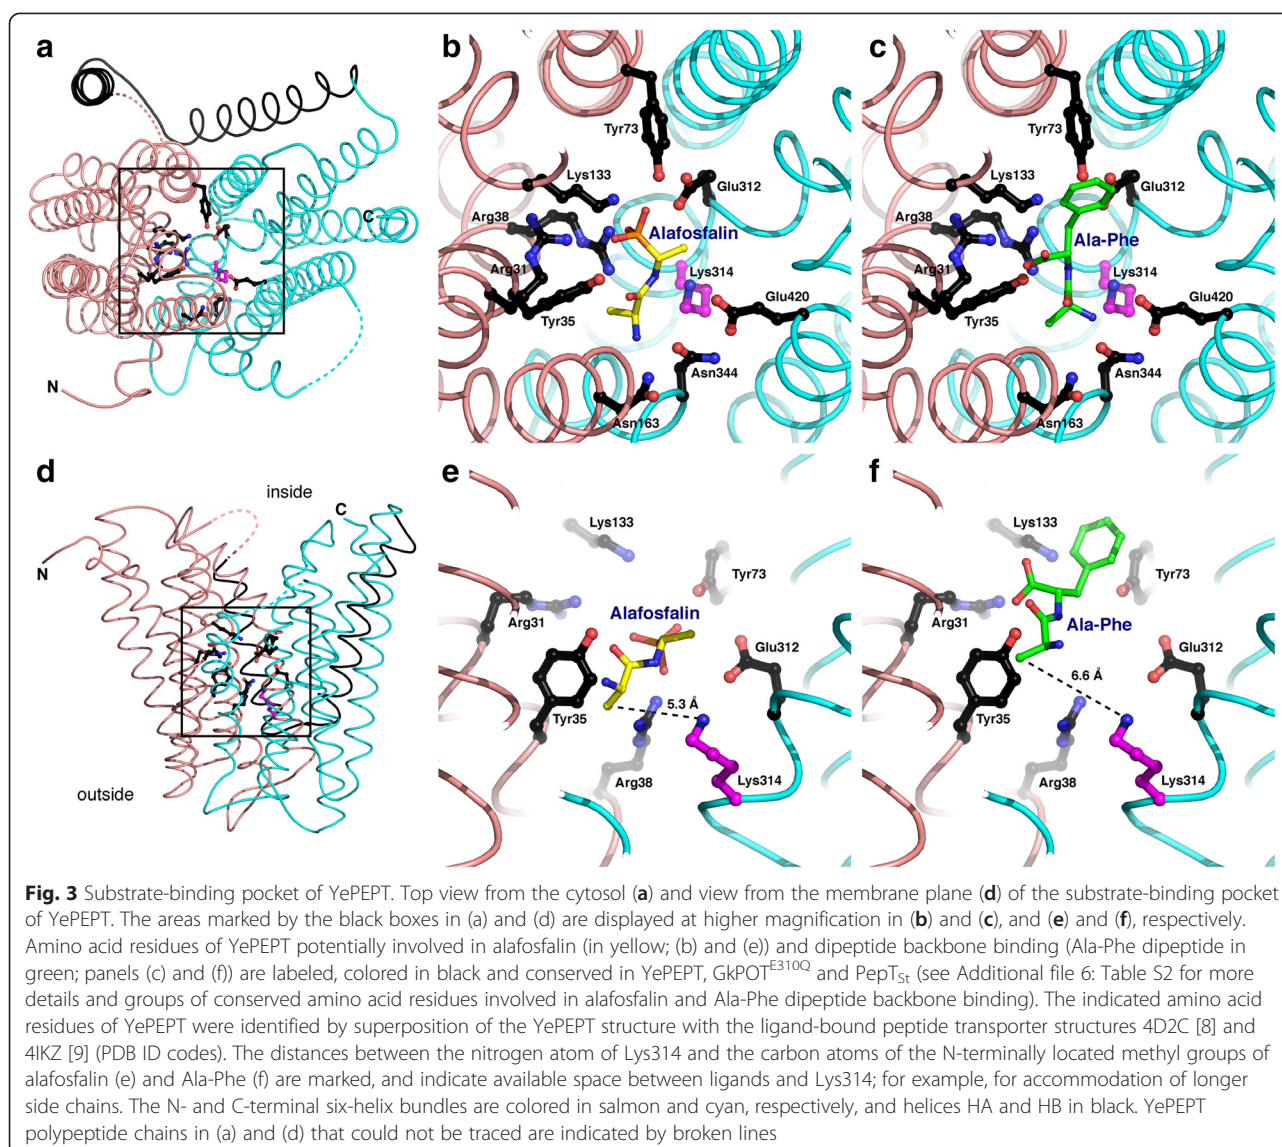 a
C
N
b
Tyr73
Lys133
Glu312
Arg38
Alafosfalin
Arg31
Lys314
Glu420
Tyr35
Asn344
Asn163
c
Tyr73
Lys133
Glu312
Arg38
Ala-Phe
Arg31
Lys314
Glu420
Tyr35
Asn344
Asn163
d
inside
C
N
outside
e
Lys133
Tyr73
Alafosfalin
Arg31
Glu312
5.3 Å
Tyr35
Arg38
Lys314
f
Lys133
Tyr73
Arg31
Ala-Phe
Glu312
6.6 Å
Tyr35
Arg38
Lys314
Fig. 3 Substrate-binding pocket of YePEPT. Top view from the cytosol (a) and view from the membrane plane (d) of the substrate-binding pocket
of YePEPT. The areas marked by the black boxes in (a) and (d) are displayed at higher magnification in (b) and (c), and (e) and (f), respectively.
Amino acid residues of YePEPT potentially involved in alafosfalin (in yellow; (b) and (e)) and dipeptide backbone binding (Ala-Phe dipeptide in
green; panels (c) and (f)) are labeled, colored in black and conserved in YePEPT, GkPOT^E310Q and PepT_St (see Additional file 6: Table S2 for more
details and groups of conserved amino acid residues involved in alafosfalin and Ala-Phe dipeptide backbone binding). The indicated amino acid
residues of YePEPT were identified by superposition of the YePEPT structure with the ligand-bound peptide transporter structures 4D2C [8] and
4IKZ [9] (PDB ID codes). The distances between the nitrogen atom of Lys314 and the carbon atoms of the N-terminally located methyl groups of
alafosfalin (e) and Ala-Phe (f) are marked, and indicate available space between ligands and Lys314; for example, for accommodation of longer
side chains. The N- and C-terminal six-helix bundles are colored in salmon and cyan, respectively, and helices HA and HB in black. YePEPT
polypeptide chains in (a) and (d) that could not be traced are indicated by broken lines